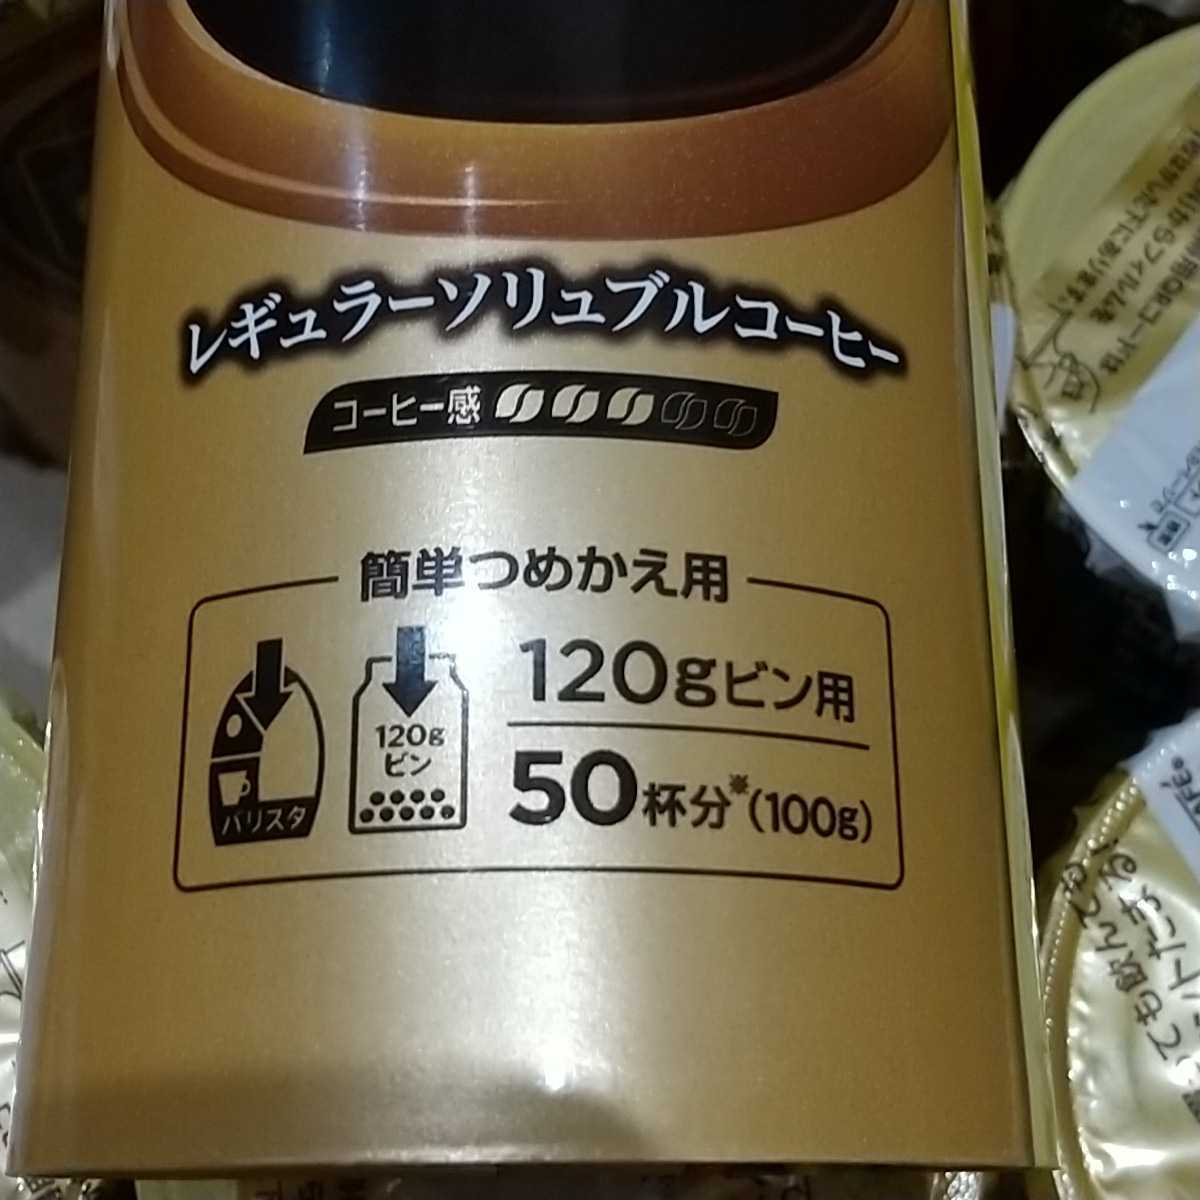 レギュラーソリュブルコーヒー
コーヒー感
簡単つめかえ用
バリスタ
120g
ビン
120gビン用
50杯分※(100g)